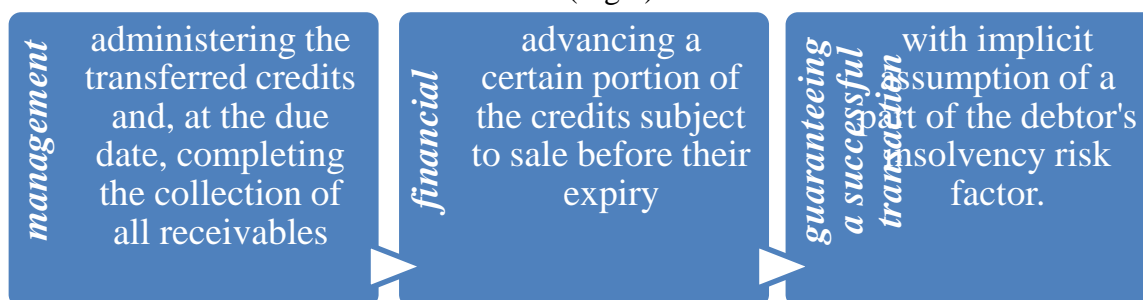 management
administering the
transferred credits
and, at the due
date, completing
the collection of
all receivables
financial
advancing a
certain portion of
the credits subject
to sale before their
expiry
guaranteeing
a successful
transaction
with implicit
assumption of a
part of the debtor's
insolvency risk
factor.